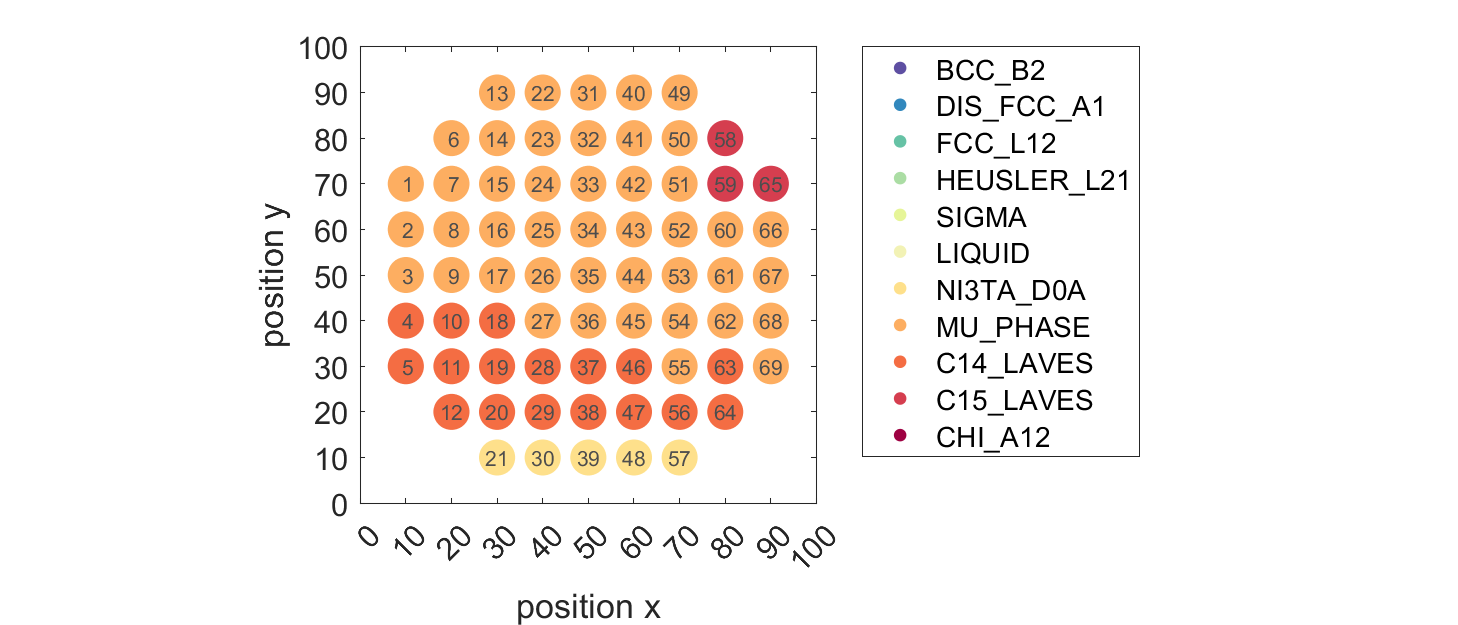 100
90
80
70
60
50
40
30
20
10
0
position y
13 22 31 40 49
6 14 23 32 41 50 58
1 7 15 24 33 42 51 59 65
2 8 16 25 34 43 52 60 66
3 9 17 26 35 44 53 61 67
4 10 18 27 36 45 54 62 68
5 11 19 28 37 46 55 63 69
12 20 29 38 47 56 64
21 30 39 48 57
0 10 20 30 40 50 60 70 80 90 100
position x
BCC_B2
DIS_FCC_A1
FCC_L12
HEUSLER_L21
SIGMA
LIQUID
NI3TA_D0A
MU_PHASE
C14_LAVES
C15_LAVES
CHI_A12